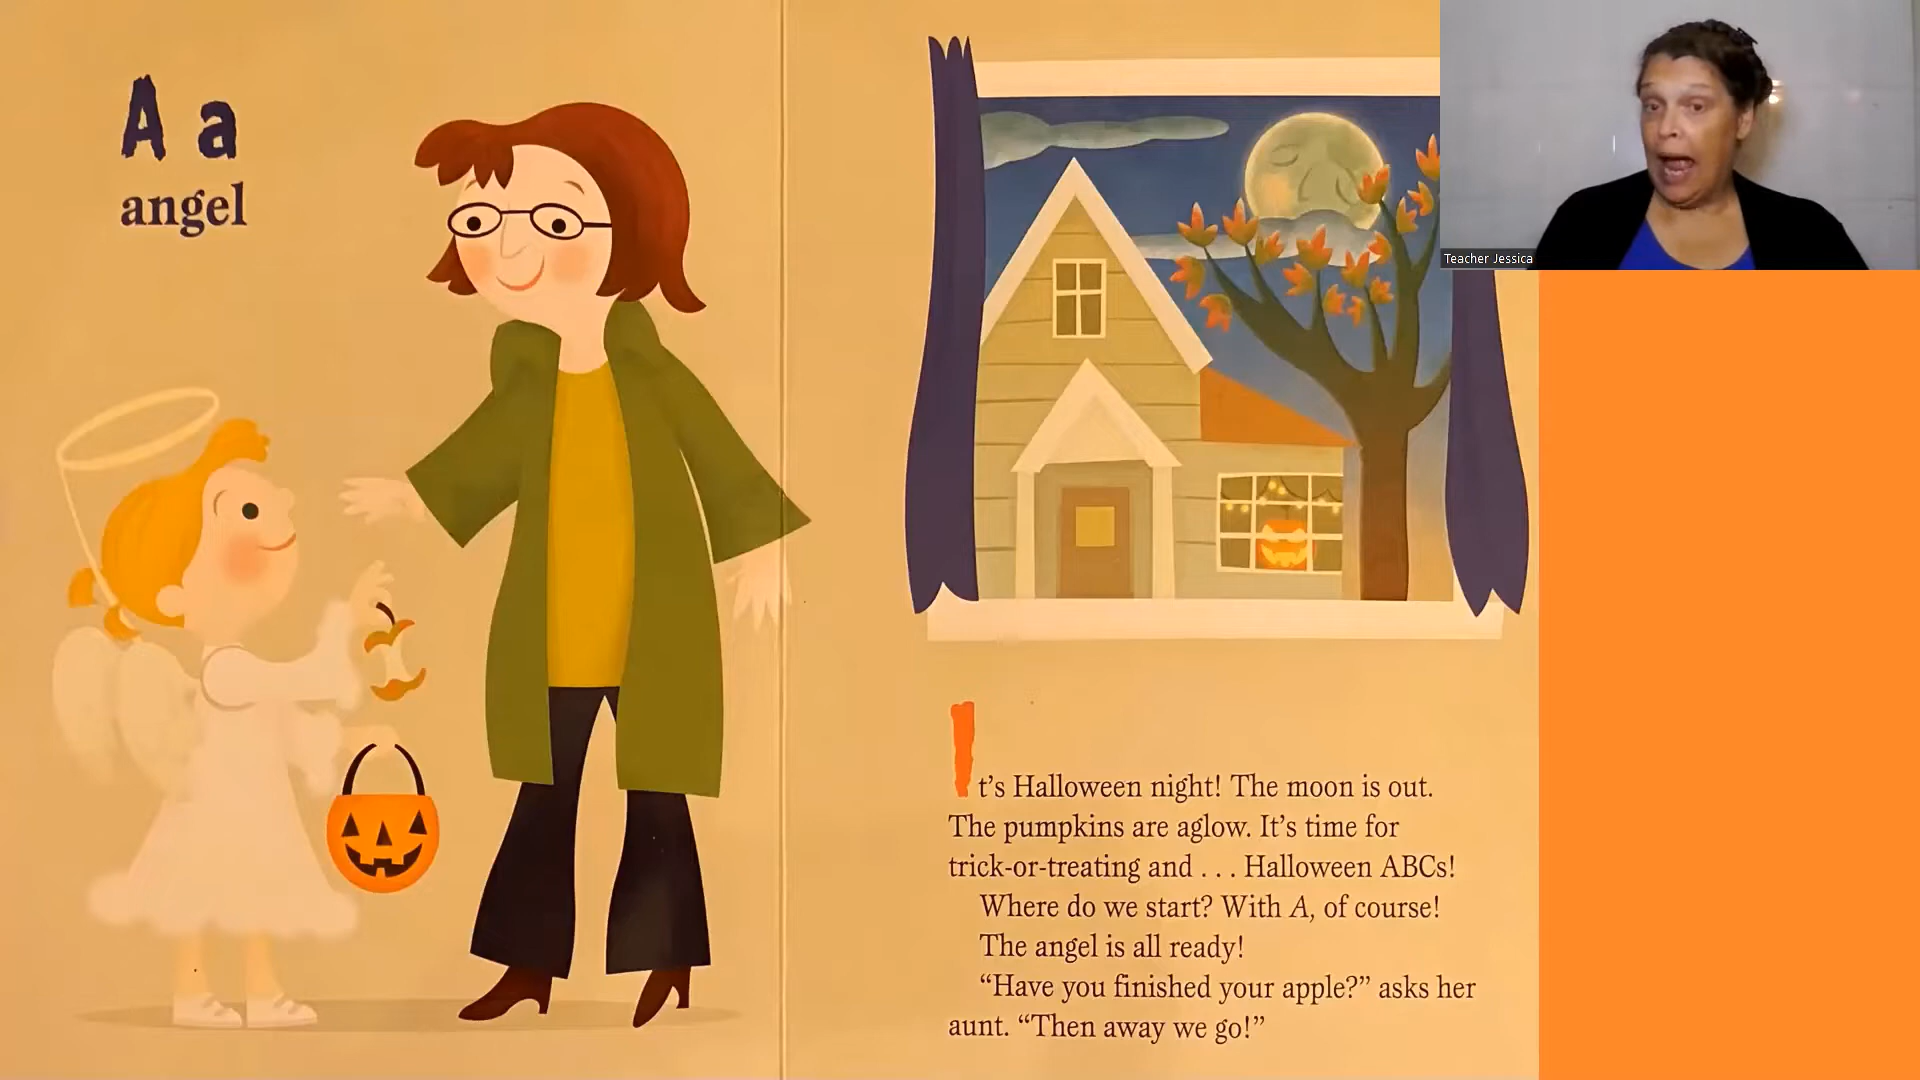 A a
angel
Teacher Jessica
It's Halloween night! The moon is out.
The pumpkins are aglow. It's time for
trick-or-treating and . . . Halloween ABCs!
Where do we start? With A, of course!
The angel is all ready!
“Have you finished your apple?” asks her
aunt. “Then away we go!”